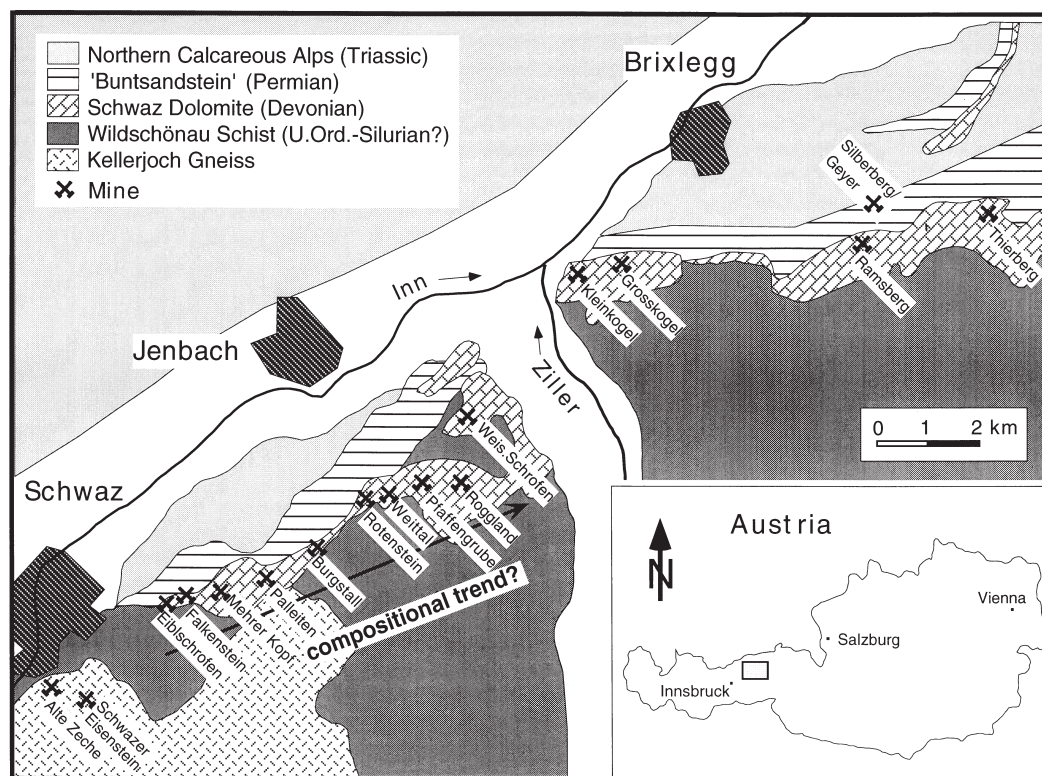 Northern Calcareous Alps (Triassic)
'Buntsandstein' (Permian)
Schwaz Dolomite (Devonian)
Wildschönau Schist (U.Ord.-Silurian?)
Kellerjoch Gneiss
Mine
Brixlegg
Silberberg/
Geyer
Thierberg
Ramsberg
Grosskogel
Kleinkogel
Inn
Jenbach
Ziller
0 1 2 km
Weis.Schrofen
Roggland
Pfaffengrube
Weittal
Rotenstein
Burgstall
Palleiten
Mehrer Kopf
Falkenstein
Eiblschrofen
compositional trend?
Schwaz
Schwazer
Eisenstein
Alte Zeche
Austria
N
Vienna
Salzburg
Innsbruck